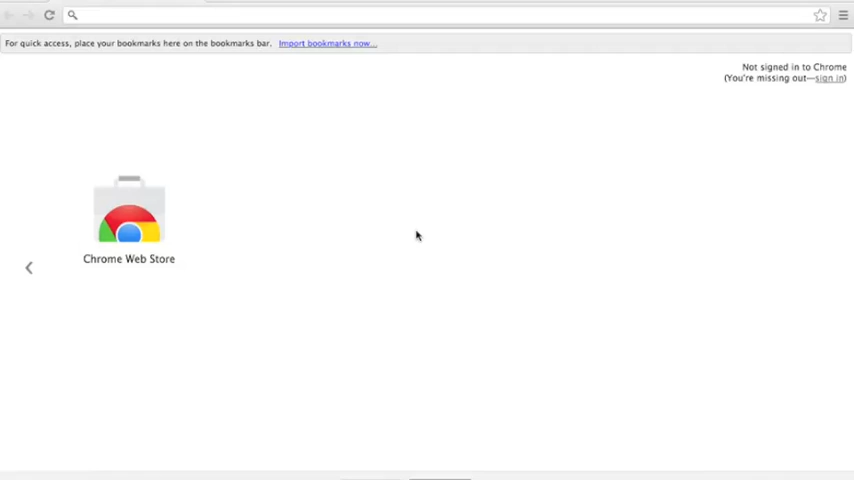 For quick access, place your bookmarks here on the bookmarks bar. Import bookmarks now...
Not signed in to Chrome
(You're missing out—sign in)
Chrome Web Store